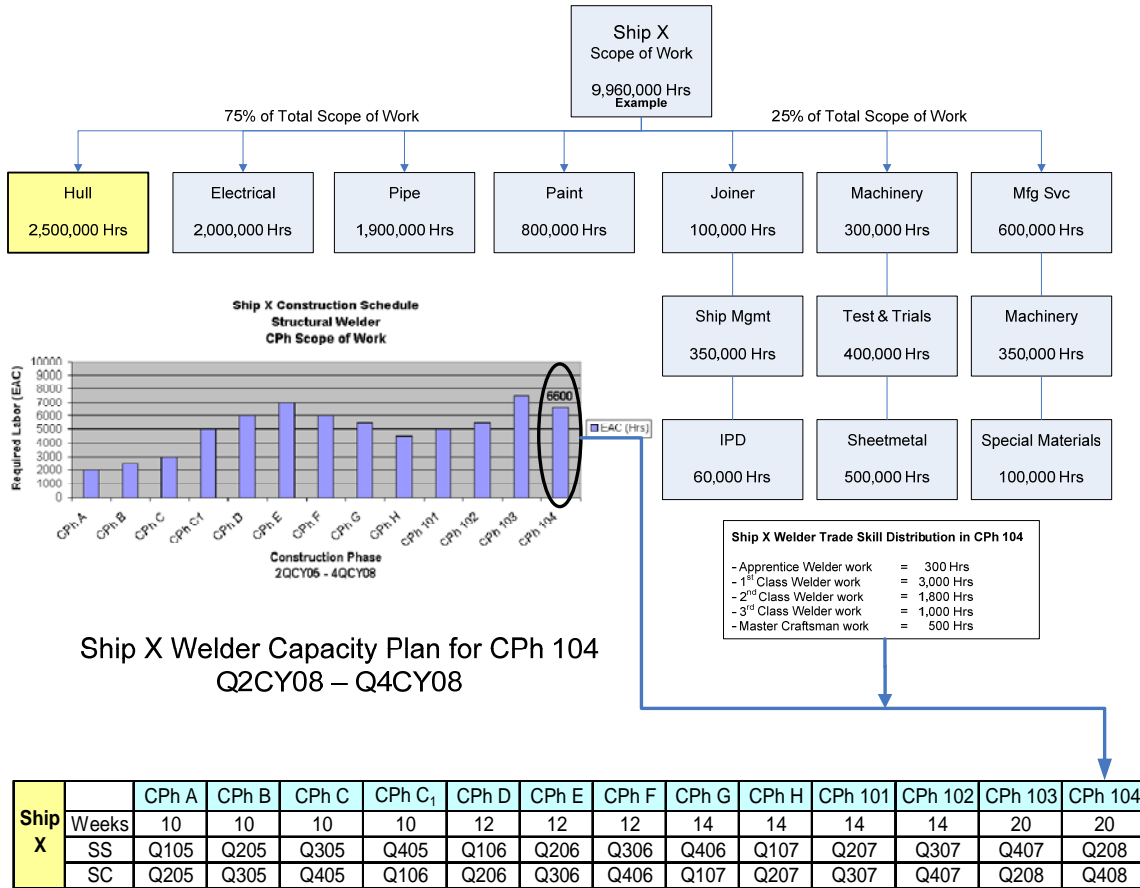 Ship X
Scope of Work
9,960,000 Hrs
Example
75% of Total Scope of Work
25% of Total Scope of Work
Hull
2,500,000 Hrs
Electrical
2,000,000 Hrs
Pipe
1,900,000 Hrs
Paint
800,000 Hrs
Joiner
100,000 Hrs
Machinery
300,000 Hrs
Mfg Svc
600,000 Hrs
Ship Mgmt
350,000 Hrs
Test & Trials
400,000 Hrs
Machinery
350,000 Hrs
IPD
60,000 Hrs
Sheetmetal
500,000 Hrs
Special Materials
100,000 Hrs
Ship X Construction Schedule
Structural Welder
CPh Scope of Work
Required Labor (EAC)
10000
9000
8000
7000
6000
5000
4000
3000
2000
1000
0
6600
EAC (Hrs)
CPh A
CPh B
CPh C
CPh C1
CPh D
CPh E
CPh F
CPh G
CPh H
CPh 101
CPh 102
CPh 103
CPh 104
Construction Phase
2QCY05 - 4QCY08
Ship X Welder Trade Skill Distribution in CPh 104
- Apprentice Welder work = 300 Hrs
- 1st Class Welder work = 3,000 Hrs
- 2nd Class Welder work = 1,800 Hrs
- 3rd Class Welder work = 1,000 Hrs
- Master Craftsman work = 500 Hrs
Ship X Welder Capacity Plan for CPh 104
Q2CY08 – Q4CY08
Ship
X
CPh A CPh B CPh C CPh C1 CPh D CPh E CPh F CPh G CPh H CPh 101 CPh 102 CPh 103 CPh 104
Weeks 10 10 10 10 12 12 12 14 14 14 14 20 20
SS Q105 Q205 Q305 Q405 Q106 Q206 Q306 Q406 Q107 Q207 Q307 Q407 Q208
SC Q205 Q305 Q405 Q106 Q206 Q306 Q406 Q107 Q207 Q307 Q407 Q208 Q408